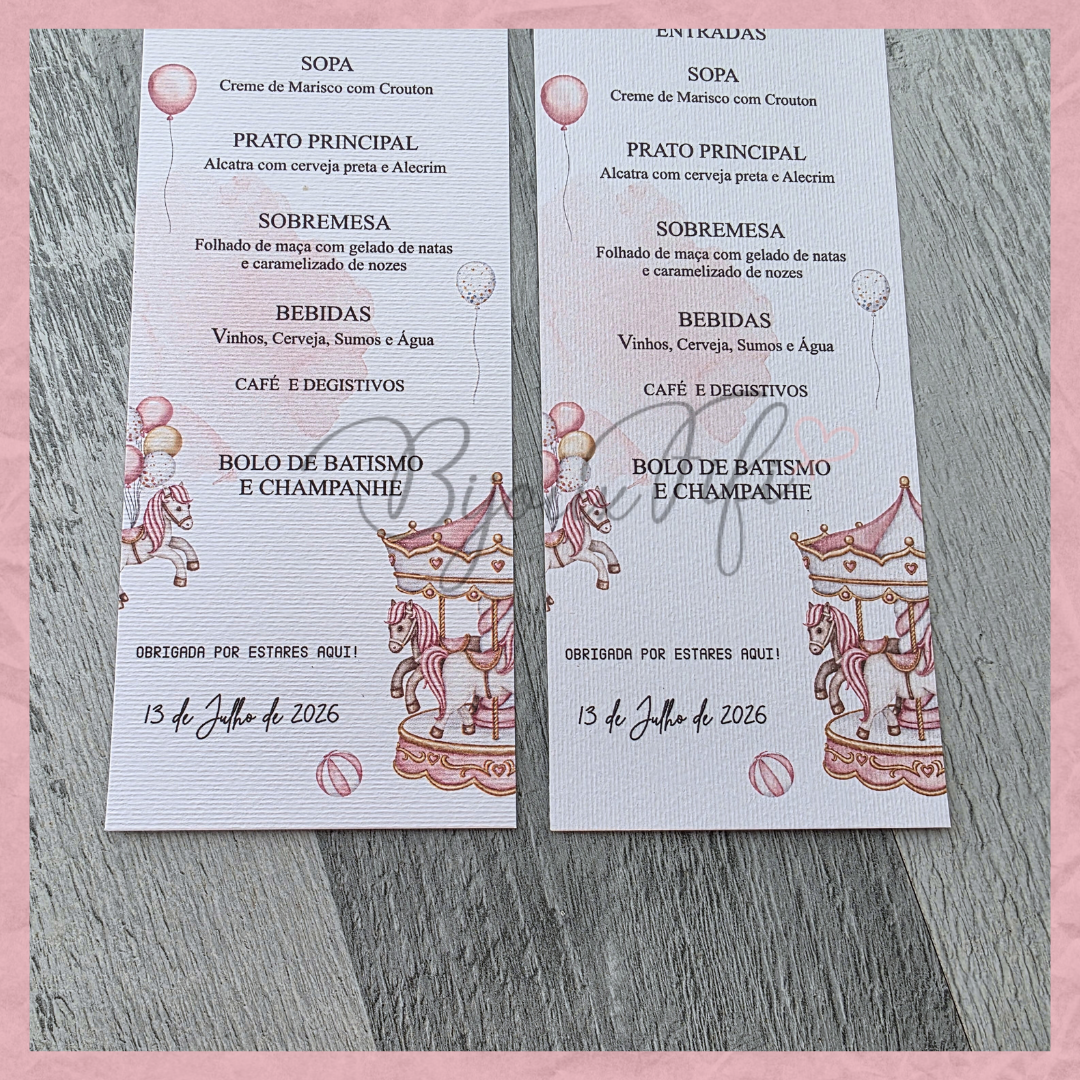 SOPA
Creme de Marisco com Crouton
PRATO PRINCIPAL
Alcatra com cerveja preta e Alecrim
SOBREMESA
Folhado de maça com gelado de natas
e caramelizado de nozes
BEBIDAS
Vinhos, Cerveja, Sumos e Água
CAFÉ E DEGISTIVOS
BOLO DE BATISMO
E CHAMPANHE
OBRIGADA POR ESTARES AQUI!
13 de Julho de 2026
ENTRADAS
SOPA
Creme de Marisco com Crouton
PRATO PRINCIPAL
Alcatra com cerveja preta e Alecrim
SOBREMESA
Folhado de maça com gelado de natas
e caramelizado de nozes
BEBIDAS
Vinhos, Cerveja, Sumos e Água
CAFÉ E DEGISTIVOS
BOLO DE BATISMO
E CHAMPANHE
OBRIGADA POR ESTARES AQUI!
13 de Julho de 2026